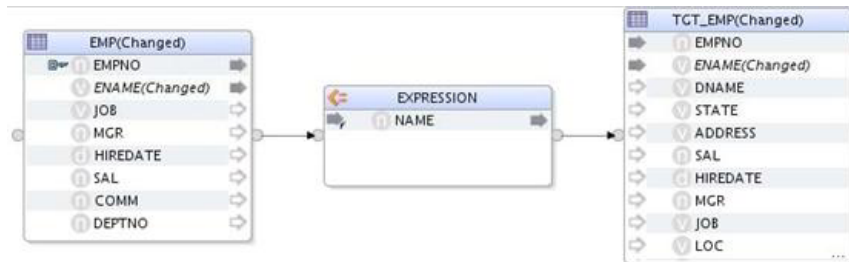 EMP(Changed)
EMPNO
ENAME(Changed)
JOB
MGR
HIREDATE
SAL
COMM
DEPTNO
EXPRESSION
NAME
TGT_EMP(Changed)
EMPNO
ENAME(Changed)
DNAME
STATE
ADDRESS
SAL
HIREDATE
MGR
JOB
LOC
...